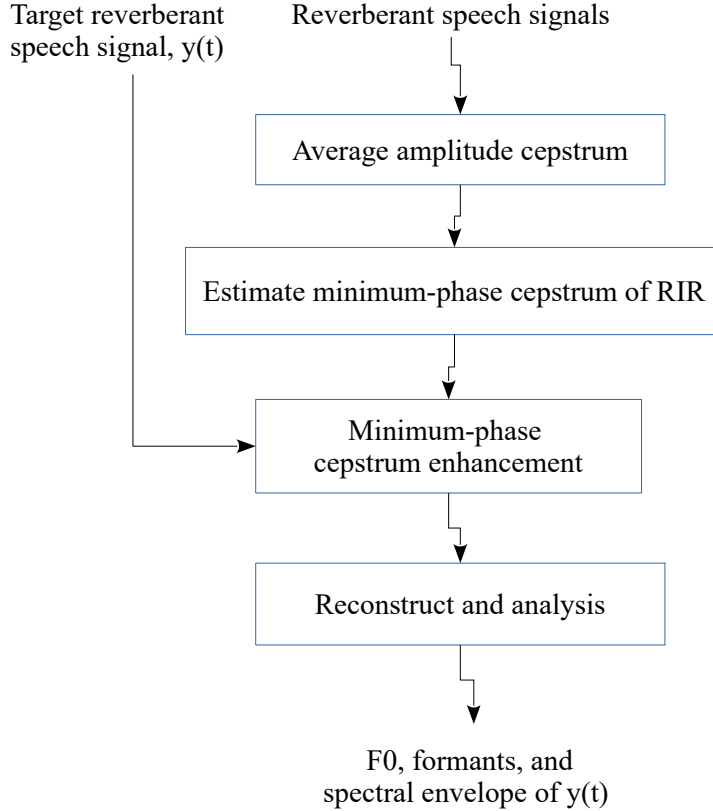 Target reverberant
speech signal, y(t)
Reverberant speech signals
Average amplitude cepstrum
Estimate minimum-phase cepstrum of RIR
Minimum-phase
cepstrum enhancement
Reconstruct and analysis
F0, formants, and
spectral envelope of y(t)